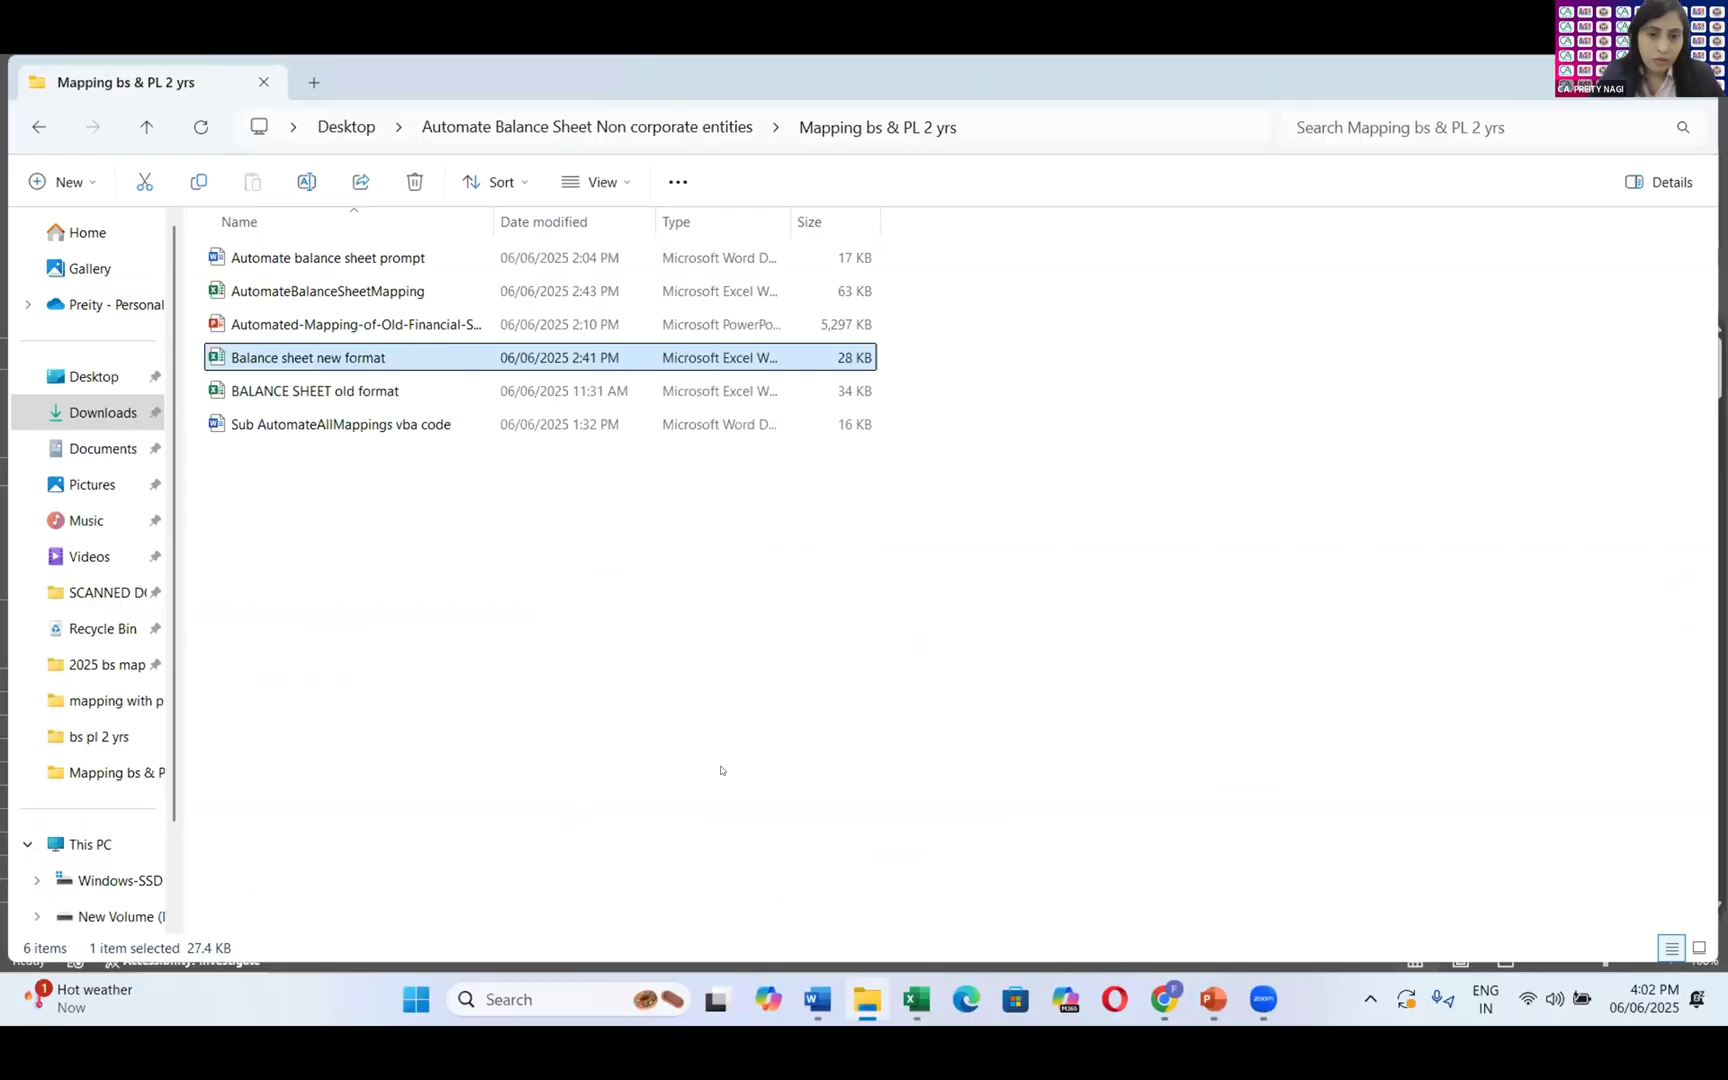 CA. PREITY NAGI
Mapping bs & PL 2 yrs
Desktop > Automate Balance Sheet Non corporate entities > Mapping bs & PL 2 yrs
Search Mapping bs & PL 2 yrs
New
Sort
View
Details
Name Date modified Type Size
Automate balance sheet prompt 06/06/2025 2:04 PM Microsoft Word D... 17 KB
AutomateBalanceSheetMapping 06/06/2025 2:43 PM Microsoft Excel W... 63 KB
Automated-Mapping-of-Old-Financial-S... 06/06/2025 2:10 PM Microsoft PowerPo... 5,297 KB
Balance sheet new format 06/06/2025 2:41 PM Microsoft Excel W... 28 KB
BALANCE SHEET old format 06/06/2025 11:31 AM Microsoft Excel W... 34 KB
Sub AutomateAllMappings vba code 06/06/2025 1:32 PM Microsoft Word D... 16 KB
Home
Gallery
Preity - Personal
Desktop
Downloads
Documents
Pictures
Music
Videos
SCANNED DO
Recycle Bin
2025 bs map
mapping with p
bs pl 2 yrs
Mapping bs & P
This PC
Windows-SSD
New Volume (
6 items 1 item selected 27.4 KB
1
Hot weather
Now
Search
M365
F
zoom
ENG
IN
4:02 PM
06/06/2025